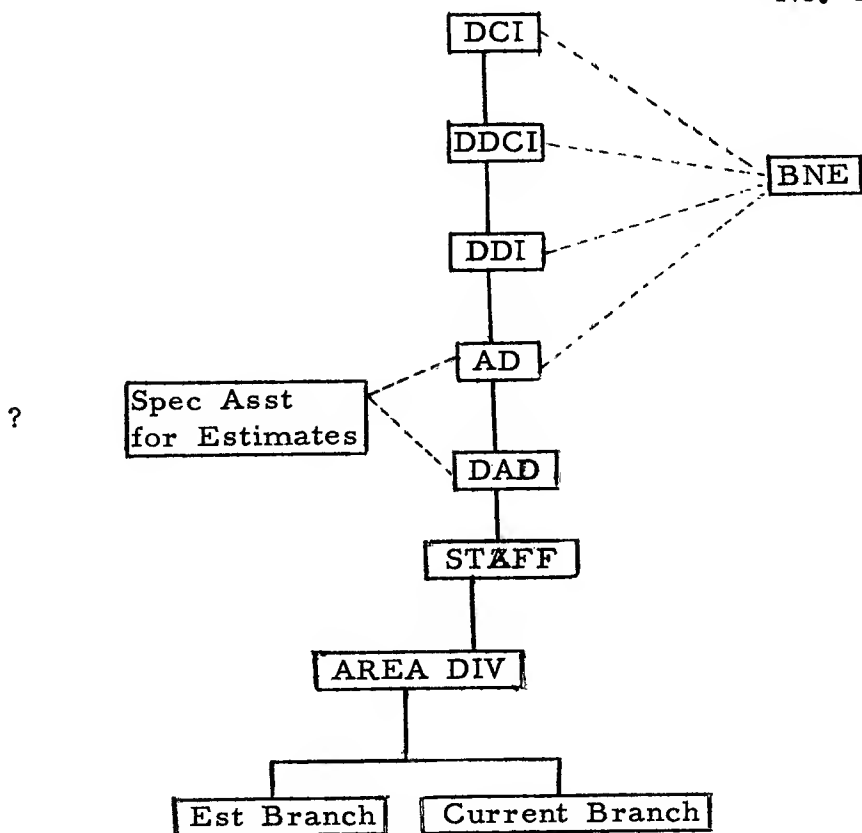 DCI
DDCI
BNE
DDI
AD
Spec Asst
for Estimates
?
DAD
STAFF
AREA DIV
Est Branch
Current Branch